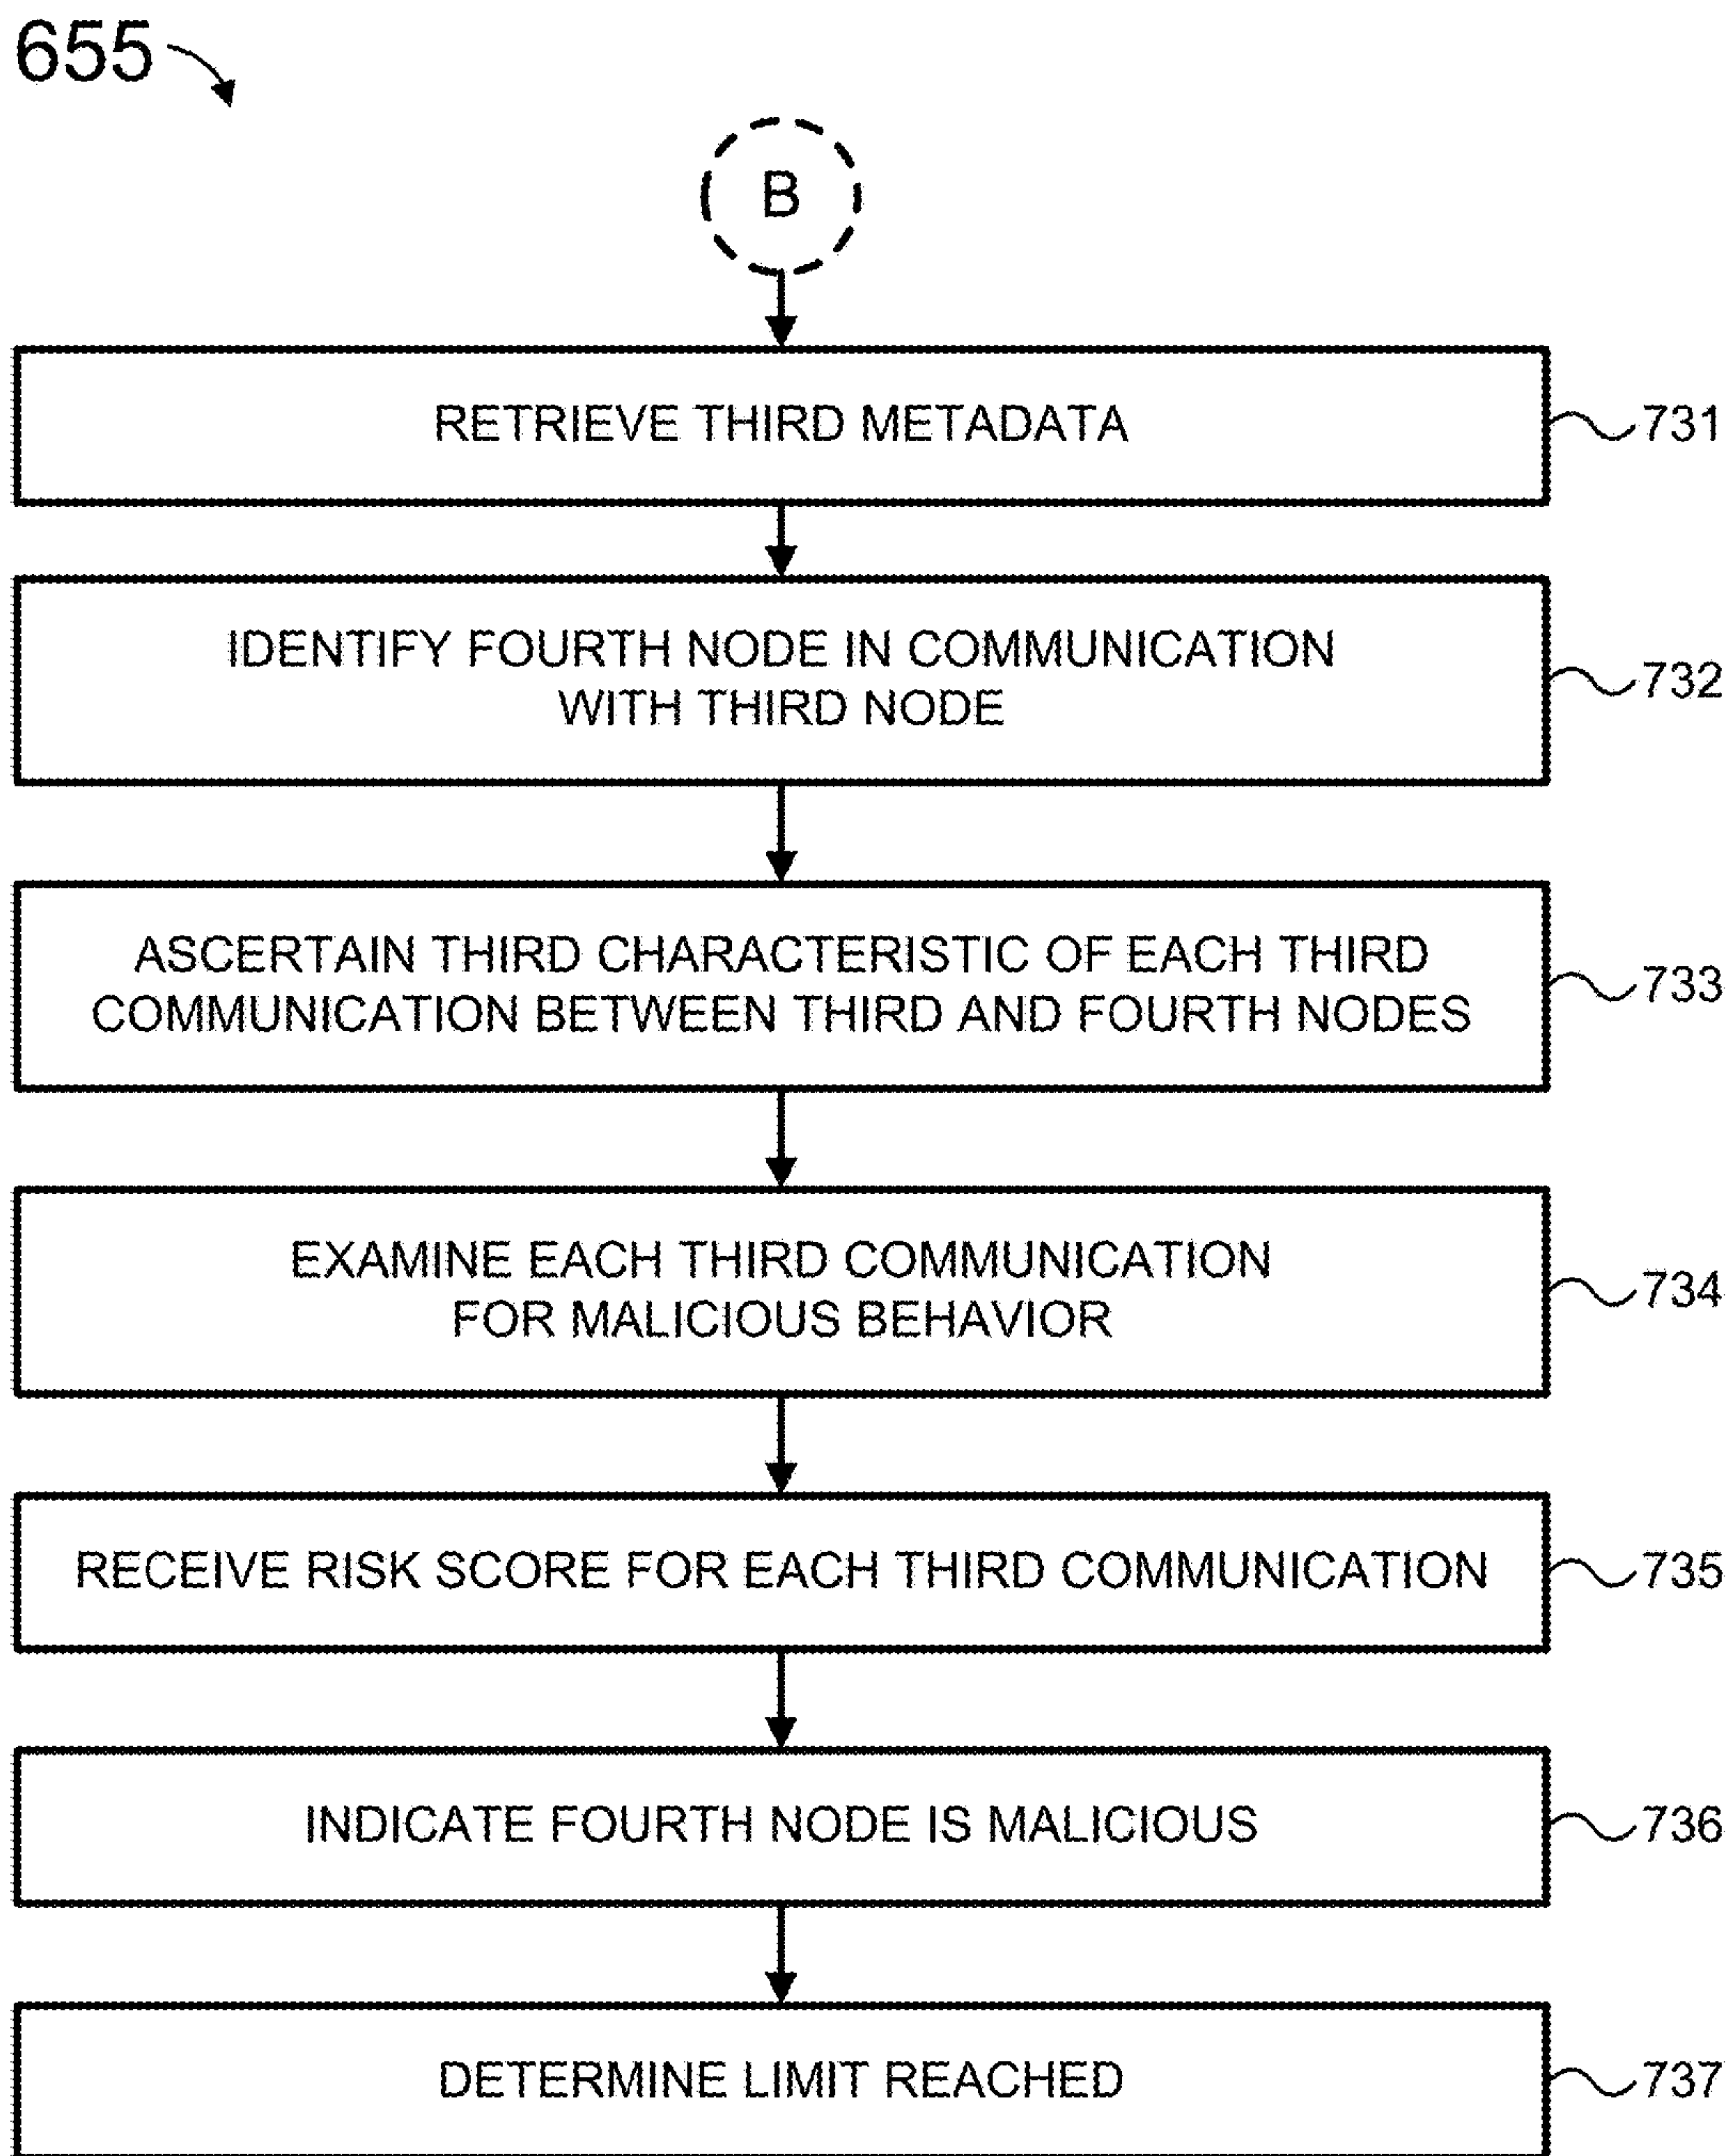 655
B
RETRIEVE THIRD METADATA
731
IDENTIFY FOURTH NODE IN COMMUNICATION
WITH THIRD NODE
732
ASCERTAIN THIRD CHARACTERISTIC OF EACH THIRD
COMMUNICATION BETWEEN THIRD AND FOURTH NODES
733
EXAMINE EACH THIRD COMMUNICATION
FOR MALICIOUS BEHAVIOR
734
RECEIVE RISK SCORE FOR EACH THIRD COMMUNICATION
735
INDICATE FOURTH NODE IS MALICIOUS
736
DETERMINE LIMIT REACHED
737